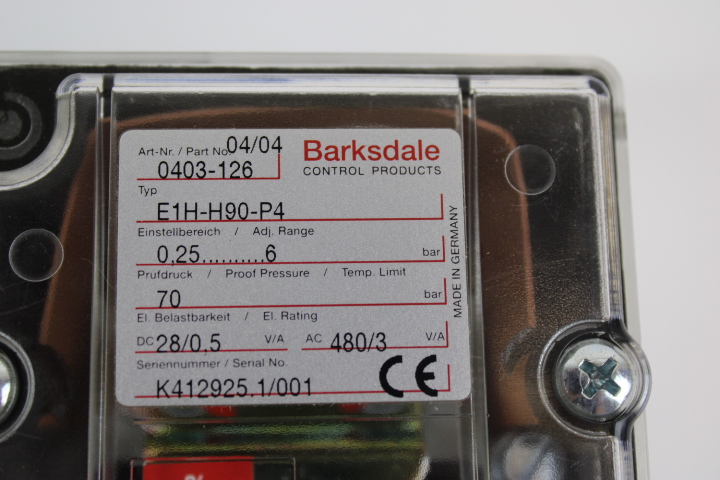 Art-Nr. / Part No. 04/04
0403-126
Barksdale
CONTROL PRODUCTS
Typ
E1H-H90-P4
Einstellbereich / Adj. Range
0,25..........6 bar
Prufdruck / Proof Pressure / Temp. Limit
70 bar
El. Belastbarkeit / El. Rating
DC 28/0,5 V/A AC 480/3 V/A
Seriennummer / Serial No.
K412925.1/001
CE
MADE IN GERMANY